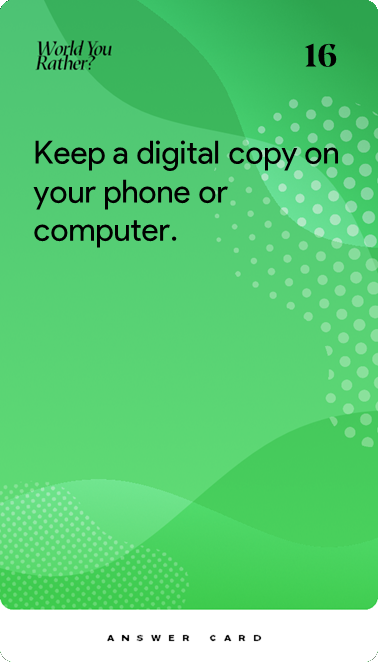 World You
Rather?
16
Keep a digital copy on
your phone or
computer.
ANSWER CARD